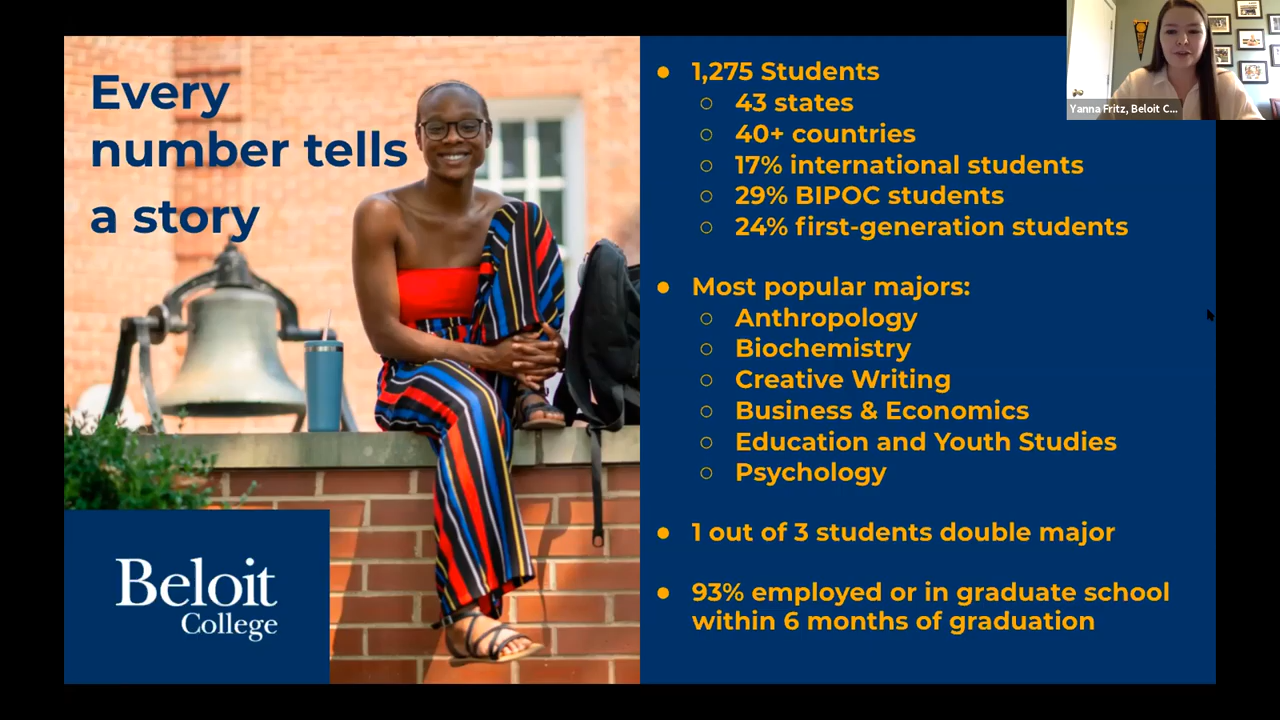 Every
number tells
a story
Beloit
College
● 1,275 Students
○ 43 states
○ 40+ countries
○ 17% international students
○ 29% BIPOC students
○ 24% first-generation students
● Most popular majors:
○ Anthropology
○ Biochemistry
○ Creative Writing
○ Business & Economics
○ Education and Youth Studies
○ Psychology
● 1 out of 3 students double major
● 93% employed or in graduate school
within 6 months of graduation
Yanna Fritz, Beloit C...